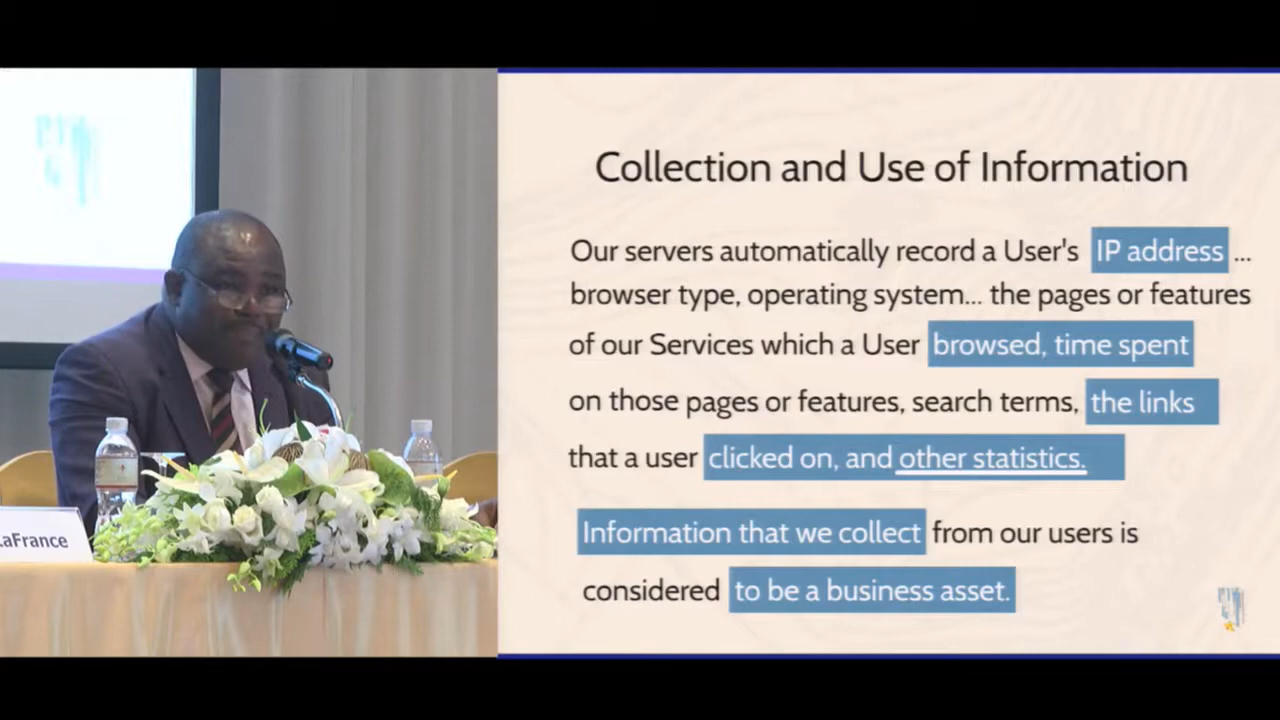 LaFrance
Collection and Use of Information
Our servers automatically record a User's IP address ...
browser type, operating system... the pages or features
of our Services which a User browsed, time spent
on those pages or features, search terms, the links
that a user clicked on, and other statistics.
Information that we collect from our users is
considered to be a business asset.